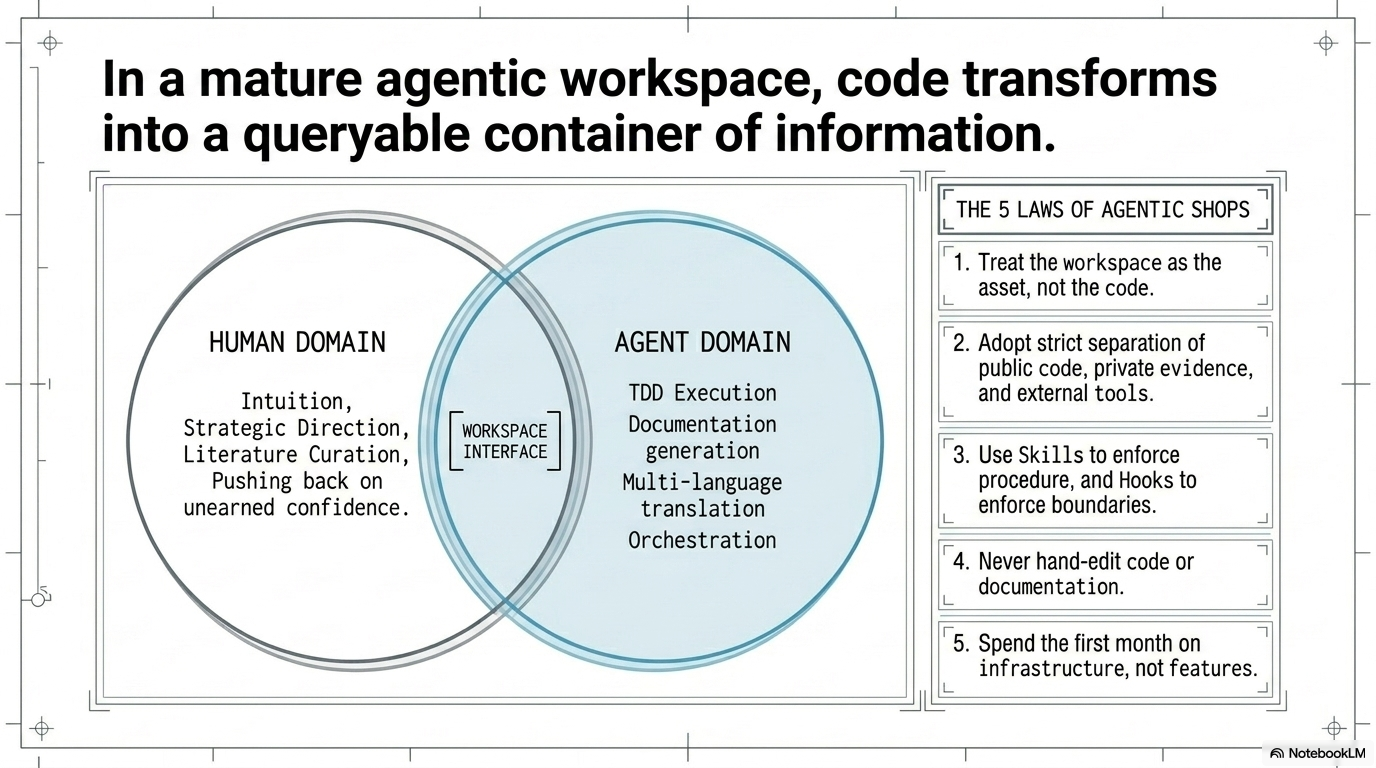 In a mature agentic workspace, code transforms
into a queryable container of information.
HUMAN DOMAIN
Intuition,
Strategic Direction,
Literature Curation,
Pushing back on
unearned confidence.
WORKSPACE
INTERFACE
AGENT DOMAIN
TDD Execution
Documentation
generation
Multi-language
translation
Orchestration
THE 5 LAWS OF AGENTIC SHOPS
1. Treat the workspace as the
asset, not the code.
2. Adopt strict separation of
public code, private evidence,
and external tools.
3. Use Skills to enforce
procedure, and Hooks to
enforce boundaries.
4. Never hand-edit code or
documentation.
5. Spend the first month on
infrastructure, not features.
NotebookLM